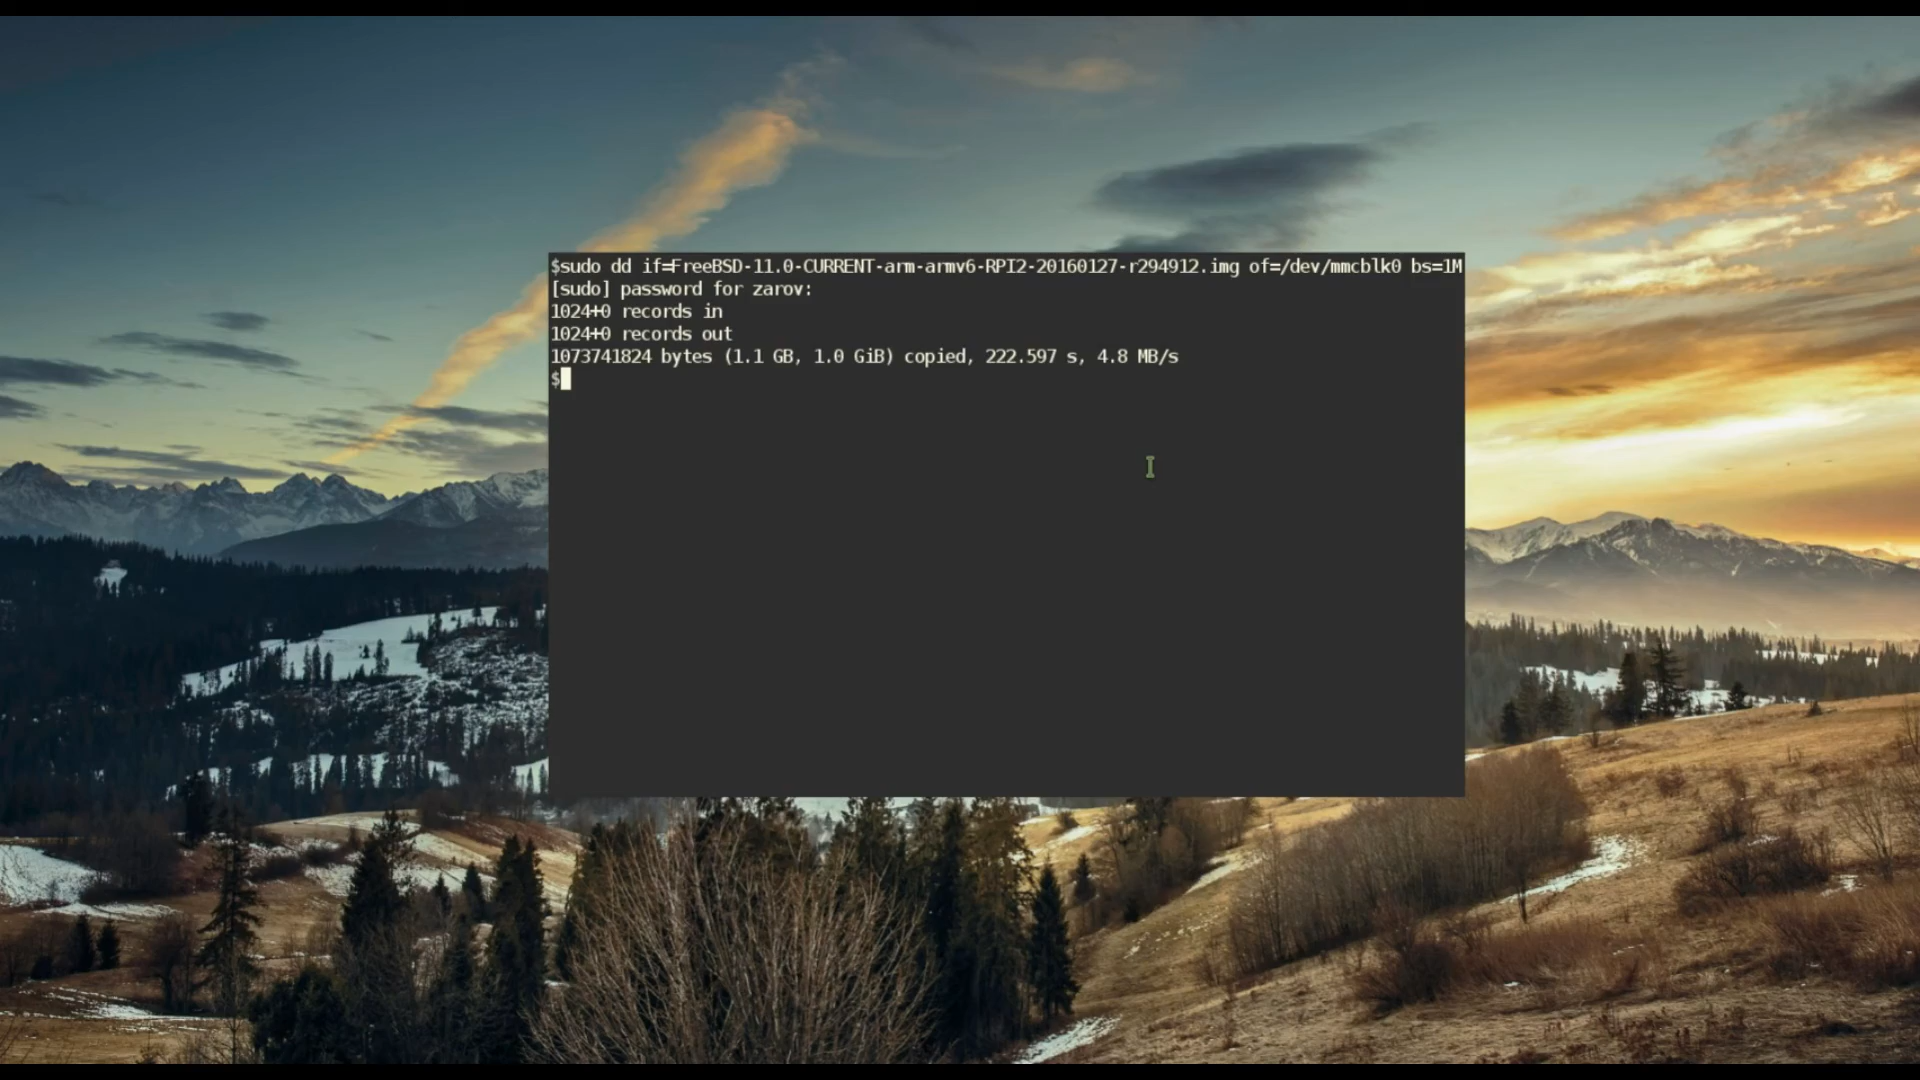 $sudo dd if=FreeBSD-11.0-CURRENT-arm-armv6-RPI2-20160127-r294912.img of=/dev/mmcblk0 bs=1M
[sudo] password for zarov:
1024+0 records in
1024+0 records out
1073741824 bytes (1.1 GB, 1.0 GiB) copied, 222.597 s, 4.8 MB/s
$